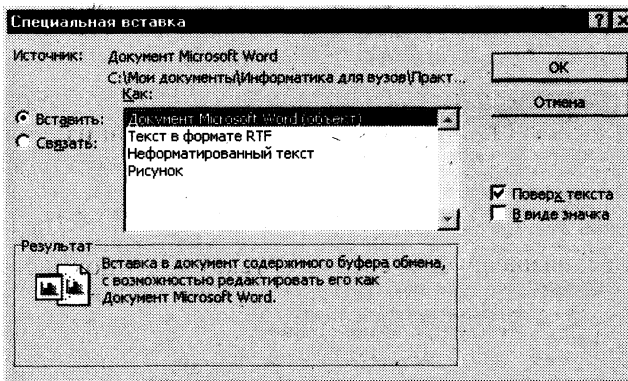 Специальная вставка
Источник: Документ Microsoft Word
C:\Мои документы\Информатика для вузов\Практ...
Как:
OK
Отмена
Вставить:
Связать:
Документ Microsoft Word (объект)
Текст в формате RTF
Неформатированный текст
Рисунок
Поверх текста
В виде значка
Результат
Вставка в документ содержимого буфера обмена,
с возможностью редактировать его как
Документ Microsoft Word.